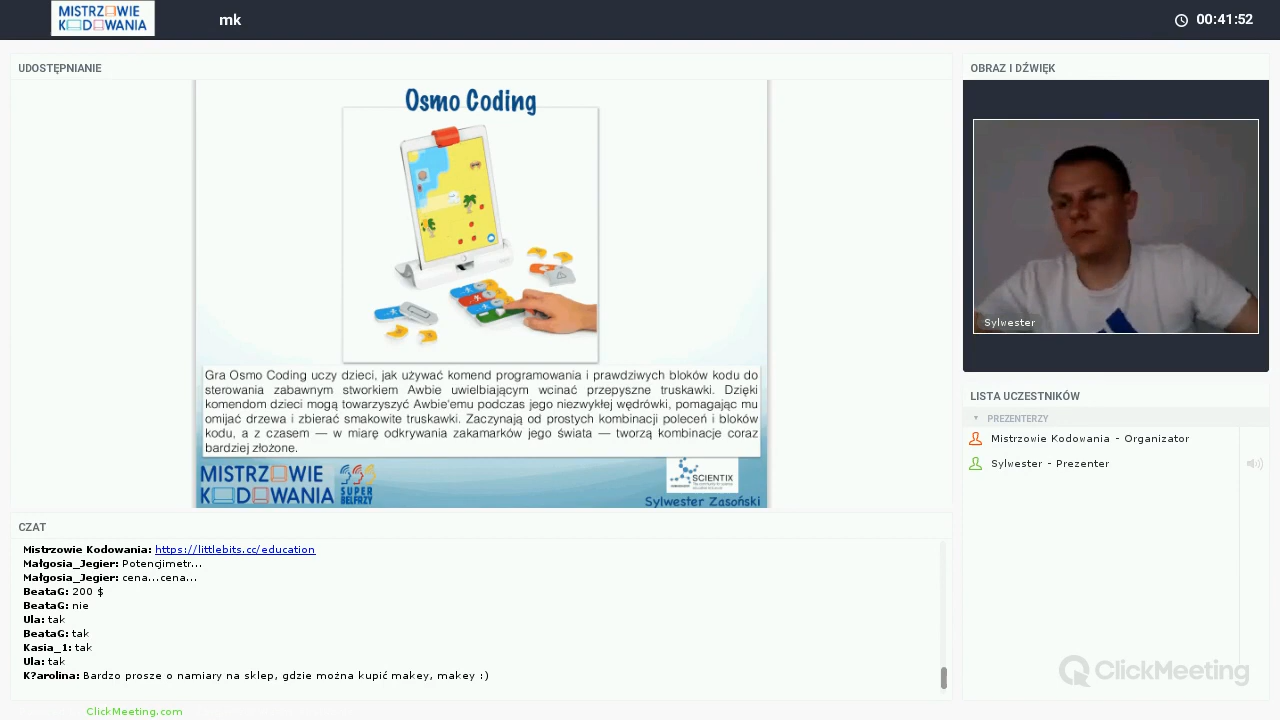 MISTRZOWIE
KODOWANIA
mk
00:41:52
UDOSTĘPNIANIE
Osmo Coding
Gra Osmo Coding uczy dzieci, jak używać komend programowania i prawdziwych bloków kodu do
sterowania zabawnym stworkiem Awbie uwielbiającym wcinać przepyszne truskawki. Dzięki
komendom dzieci mogą towarzyszyć Awbie'emu podczas jego niezwykłej wędrówki, pomagając mu
omijać drzewa i zbierać smakowite truskawki. Zaczynają od prostych kombinacji poleceń i bloków
kodu, a z czasem — w miarę odkrywania zakamarków jego świata — tworzą kombinacje coraz
bardziej złożone.
MISTRZOWIE
KODOWANIA
SUPER
BELFRZY
SCIENTIX
Sylwester Zasoński
OBRAZ I DŹWIĘK
Sylwester
LISTA UCZESTNIKÓW
PREZENTERZY
Mistrzowie Kodowania - Organizator
Sylwester - Prezenter
CZAT
Mistrzowie Kodowania: https://littlebits.cc/education
Małgosia_Jegier: Potencjimetr...
Małgosia_Jegier: cena...cena...
BeataG: 200 $
BeataG: nie
Ula: tak
BeataG: tak
Kasia_1: tak
Ula: tak
K?arolina: Bardzo prosze o namiary na sklep, gdzie można kupić makey, makey :)
ClickMeeting
ClickMeeting.com